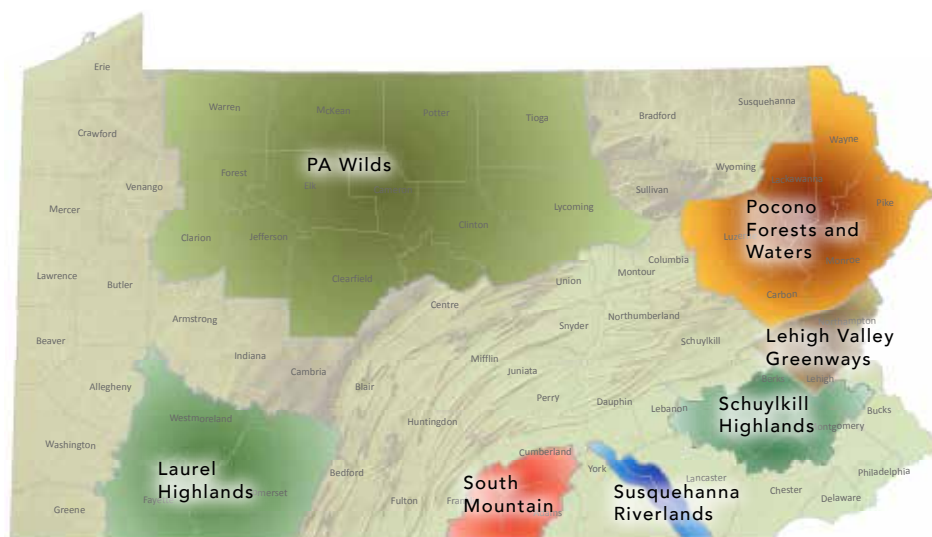 Erie
Warren
McKean
Potter
Tioga
Bradford
Susquehanna
Crawford
Wayne
PA Wilds
Wyoming
Forest
Elk
Venango
Sullivan
Mercer
Lycoming
Pocono
Forests and
Waters
Pike
Clinton
Clarion
Jefferson
Columbia
Montour
Lawrence
Butler
Clearfield
Union
Carbon
Centre
Armstrong
Northumberland
Snyder
Schuylkill
Lehigh Valley
Greenways
Beaver
Indiana
Mifflin
Juniata
Cambria
Blair
Allegheny
Lehigh
Perry
Dauphin
Lebanon
Schuylkill
Highlands
Bucks
Westmoreland
Huntingdon
Washington
Cumberland
Bedford
York
Lancaster
Philadelphia
Laurel
Highlands
South
Mountain
Susquehanna
Riverlands
Chester
Delaware
Greene
Fulton